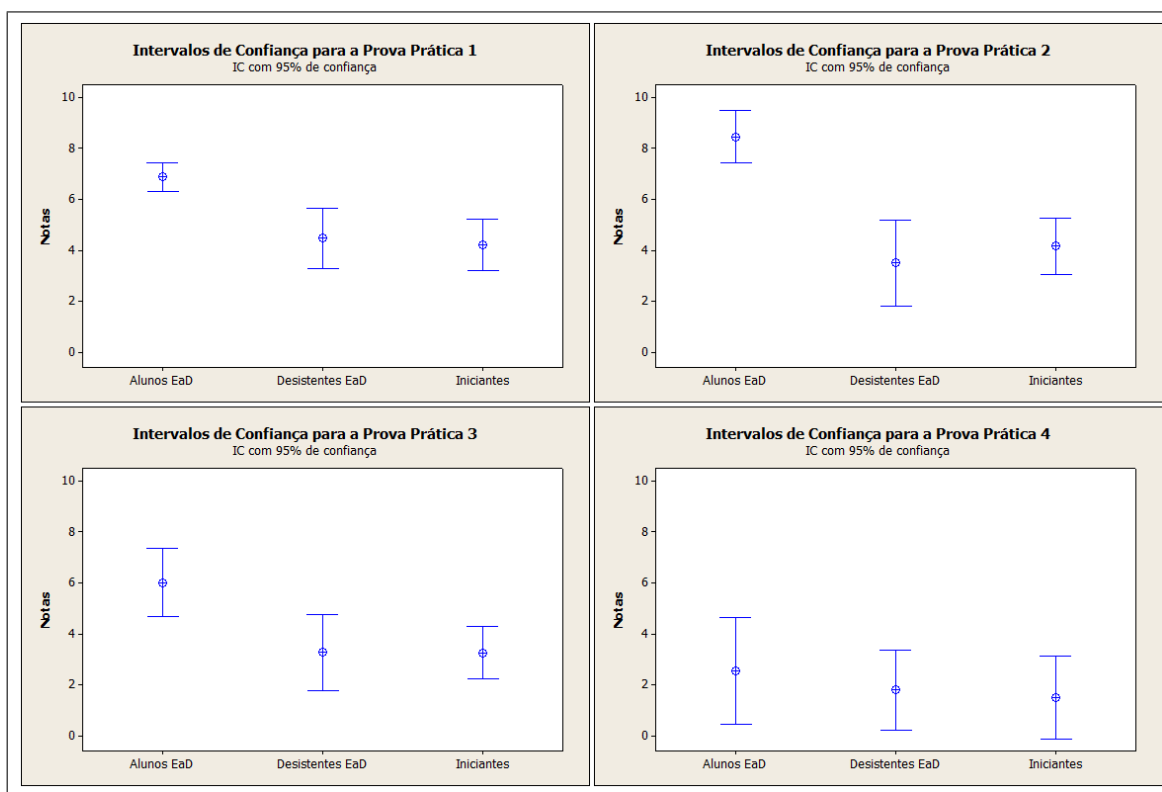 Intervalos de Confiança para a Prova Prática 1
IC com 95% de confiança
10
8
6
4
2
0
Notas
Alunos EaD Desistentes EaD Iniciantes
Intervalos de Confiança para a Prova Prática 2
IC com 95% de confiança
10
8
6
4
2
0
Notas
Alunos EaD Desistentes EaD Iniciantes
Intervalos de Confiança para a Prova Prática 3
IC com 95% de confiança
10
8
6
4
2
0
Notas
Alunos EaD Desistentes EaD Iniciantes
Intervalos de Confiança para a Prova Prática 4
IC com 95% de confiança
10
8
6
4
2
0
Notas
Alunos EaD Desistentes EaD Iniciantes